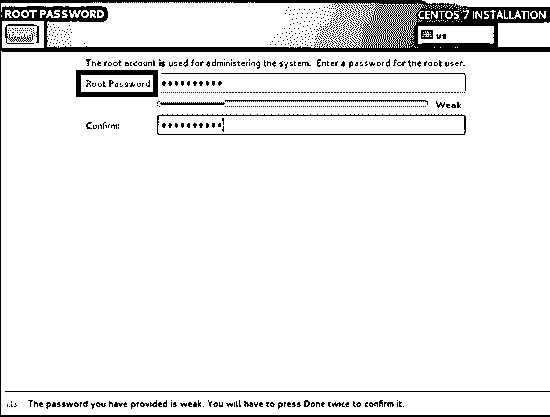 ROOT PASSWORD
CENTOS 7 INSTALLATION
us
The root account is used for administering the system. Enter a password for the root user.
Root Password
••••••••••
Weak
Confirm:
••••••••••
The password you have provided is weak. You will have to press Done twice to confirm it.